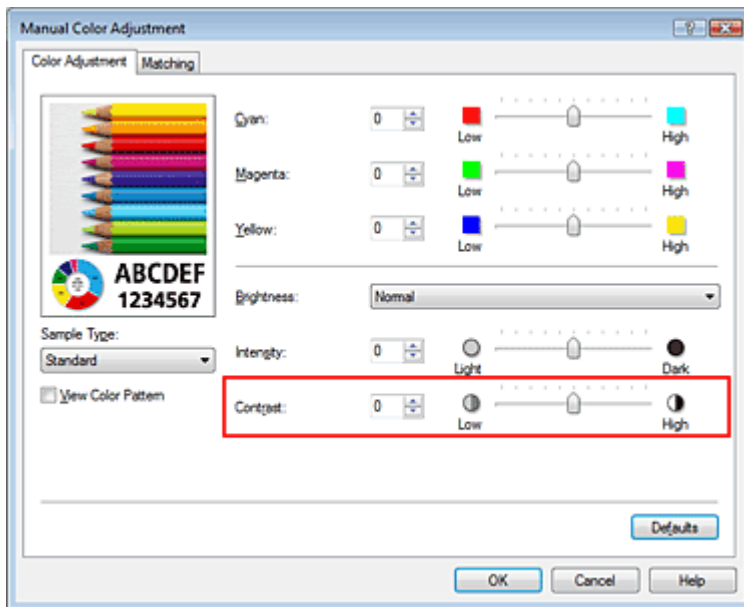 Manual Color Adjustment
Color Adjustment Matching
Cyan: 0 Low High
Magenta: 0 Low High
Yellow: 0 Low High
ABCDEF
1234567
Brightness: Normal
Sample Type:
Standard
Intensity: 0 Light Dark
View Color Pattern
Contrast: 0 Low High
Defaults
OK Cancel Help